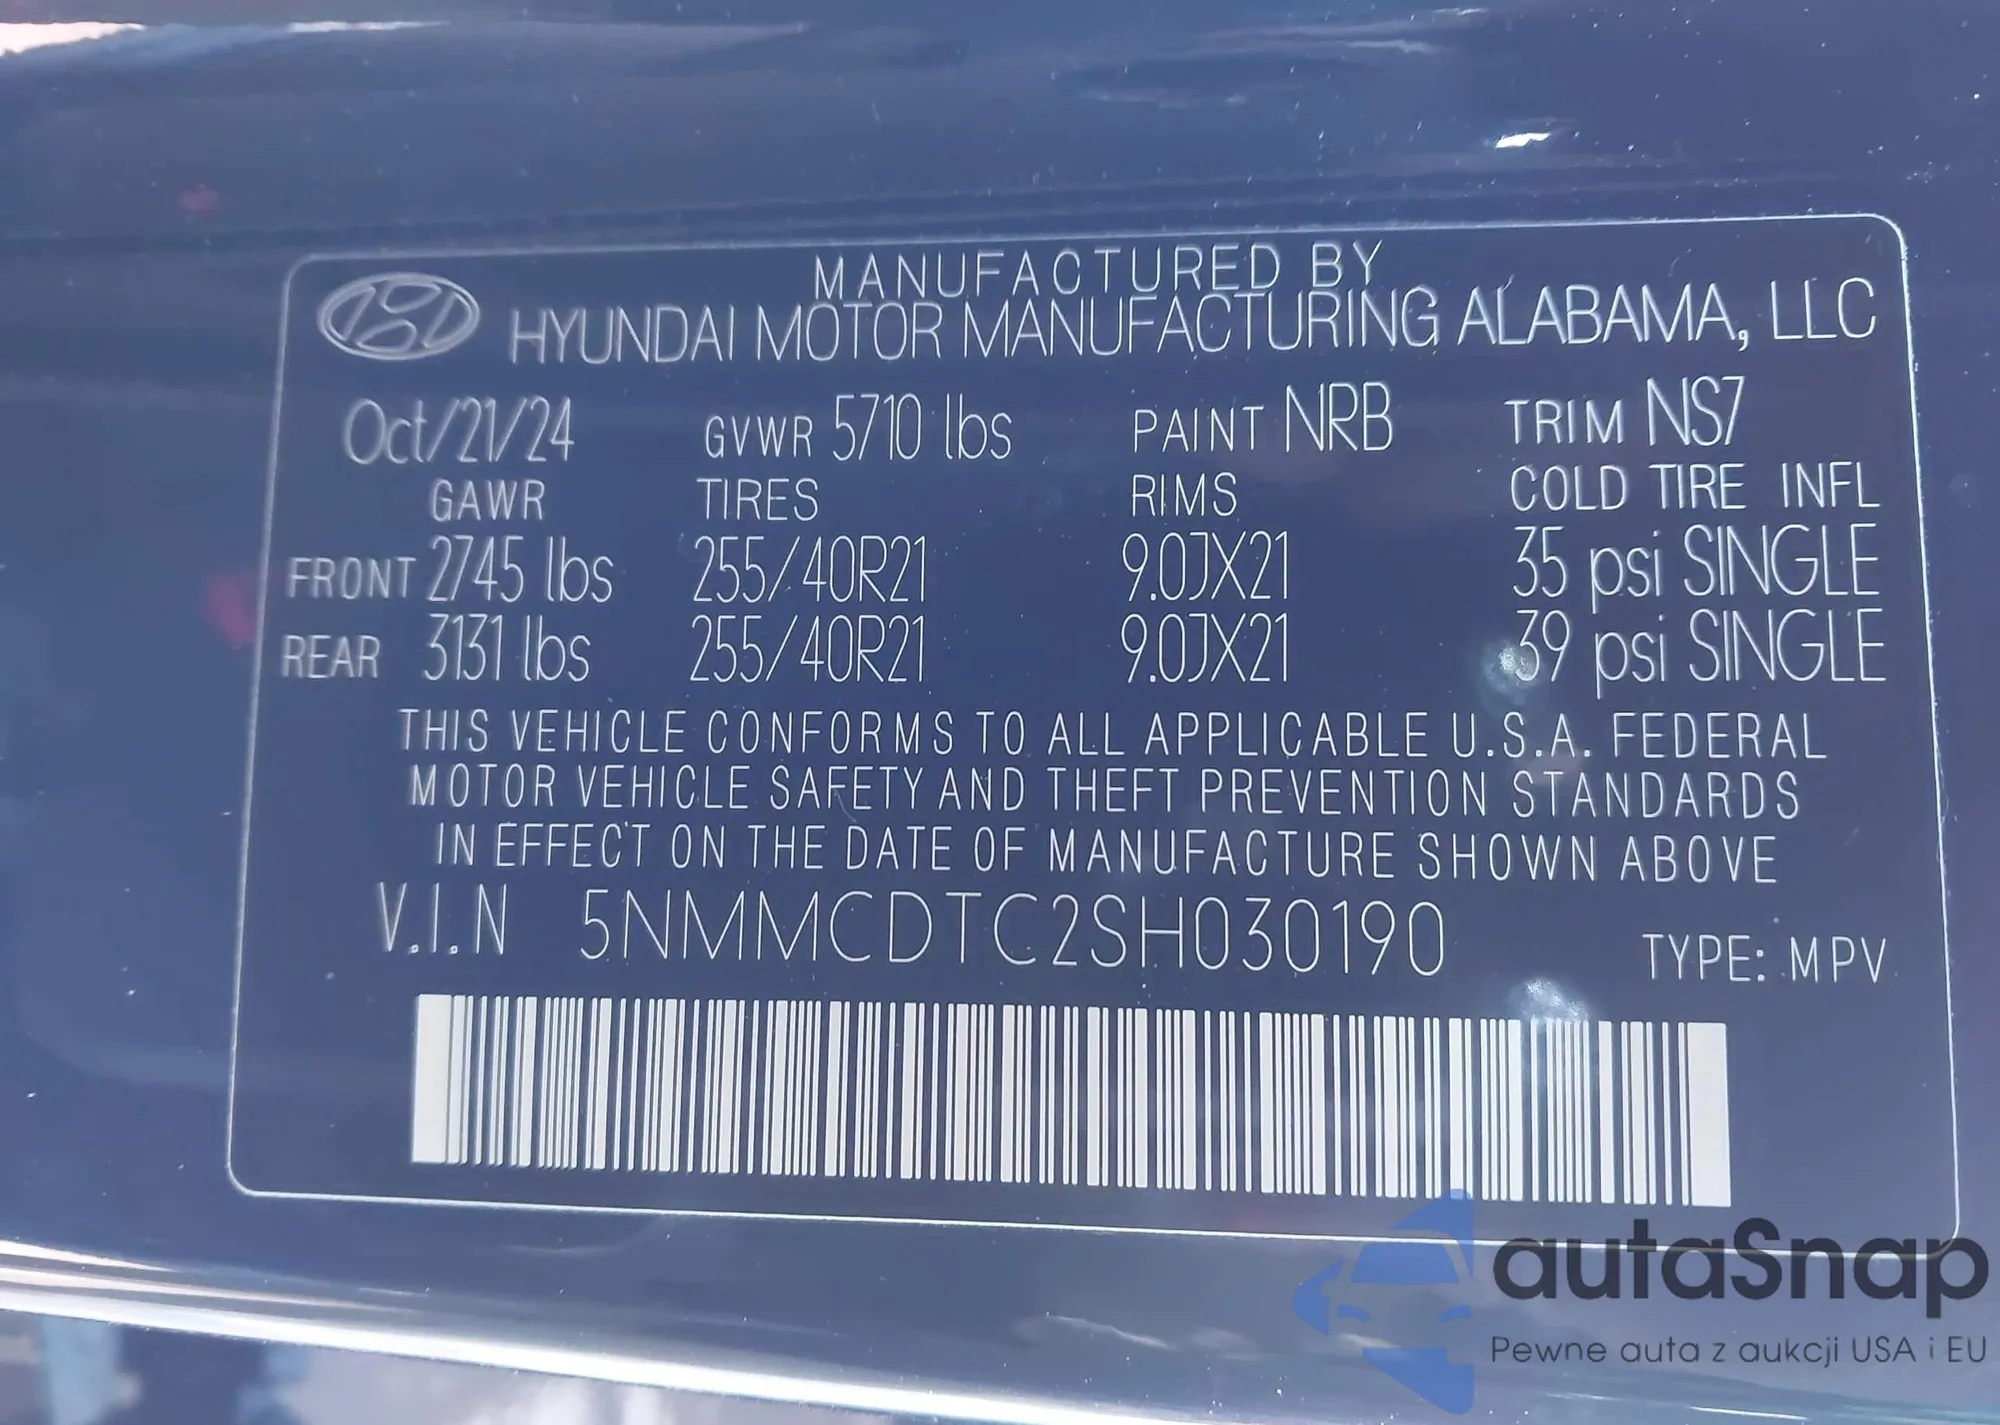 MANUFACTURED BY
HYUNDAI MOTOR MANUFACTURING ALABAMA, LLC
Oct/21/24 GVWR 5710 lbs PAINT NRB TRIM NS7
GAWR TIRES RIMS COLD TIRE INFL
FRONT 2745 lbs 255/40R21 9.0JX21 35 psi SINGLE
REAR 3131 lbs 255/40R21 9.0JX21 39 psi SINGLE
THIS VEHICLE CONFORMS TO ALL APPLICABLE U.S.A. FEDERAL
MOTOR VEHICLE SAFETY AND THEFT PREVENTION STANDARDS
IN EFFECT ON THE DATE OF MANUFACTURE SHOWN ABOVE
V.I.N 5NMMCDTC2SH030190 TYPE: MPV
autaSnap
Pewne auta z aukcji USA i EU